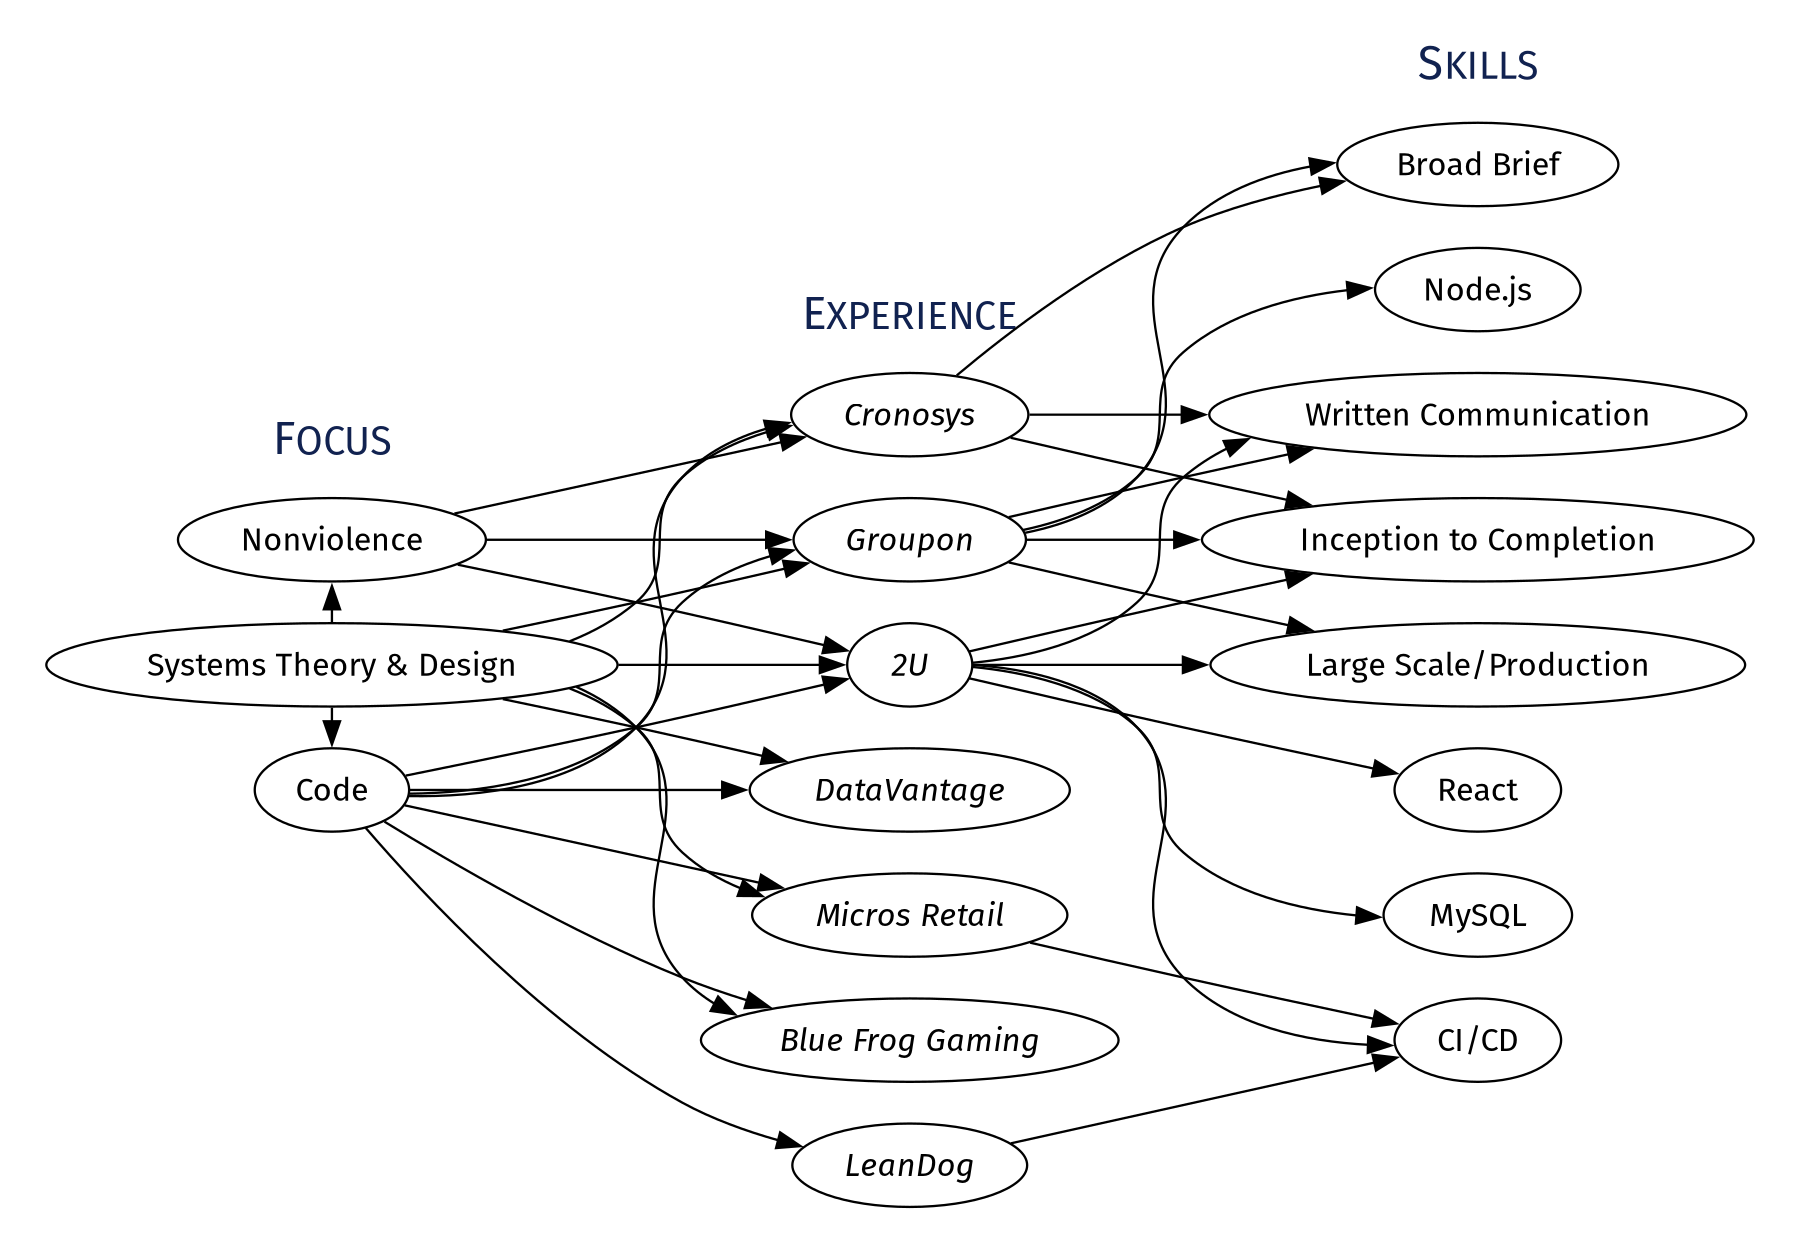 FOCUS
Nonviolence
Systems Theory & Design
Code
EXPERIENCE
Cronosys
Groupon
2U
DataVantage
Micros Retail
Blue Frog Gaming
LeanDog
SKILLS
Broad Brief
Node.js
Written Communication
Inception to Completion
Large Scale/Production
React
MySQL
CI/CD